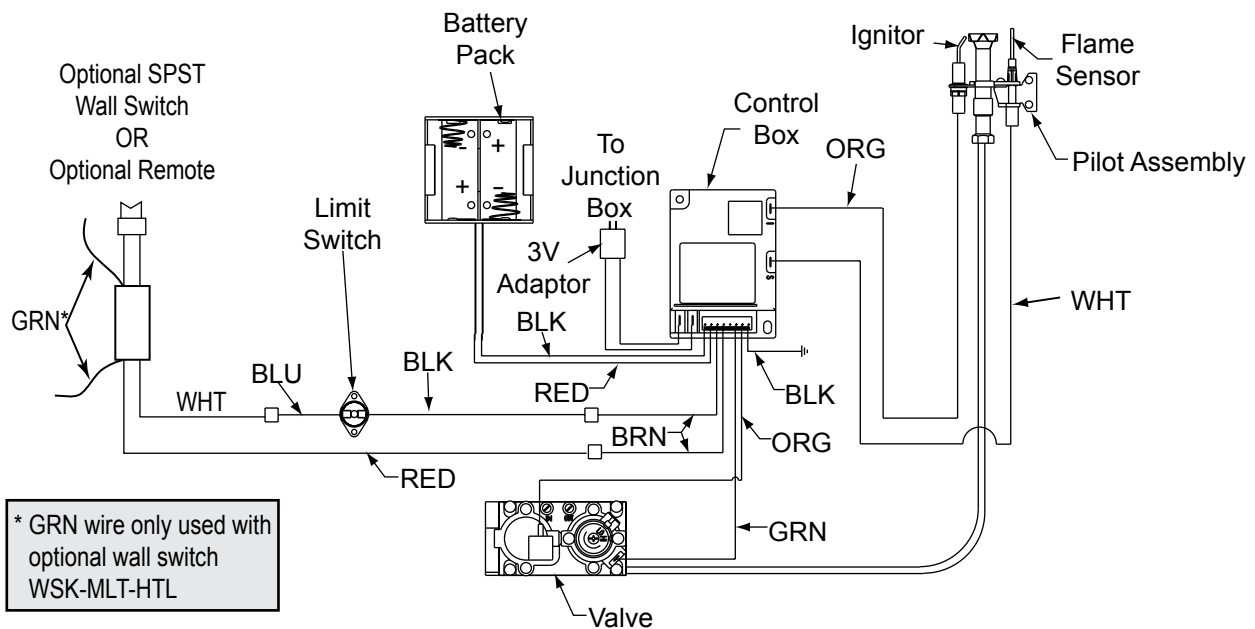 Optional SPST
Wall Switch
OR
Optional Remote
GRN*
WHT
BLU
Limit
Switch
BLK
RED
Battery
Pack
-
+
+
-
To
Junction
Box
3V
Adaptor
BLK
RED
BRN
Control
Box
I
S
ORG
BLK
ORG
GRN
Valve
Ignitor
Flame
Sensor
Pilot Assembly
WHT
* GRN wire only used with
optional wall switch
WSK-MLT-HTL